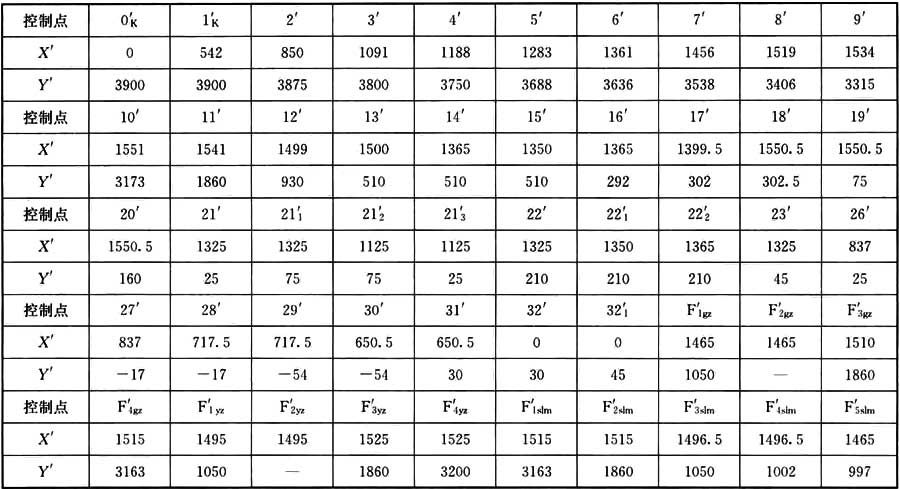 控制点 0′K 1′K 2′ 3′ 4′ 5′ 6′ 7′ 8′ 9′
X′ 0 542 850 1091 1188 1283 1361 1456 1519 1534
Y′ 3900 3900 3875 3800 3750 3688 3636 3538 3406 3315
控制点 10′ 11′ 12′ 13′ 14′ 15′ 16′ 17′ 18′ 19′
X′ 1551 1541 1499 1500 1365 1350 1365 1399.5 1550.5 1550.5
Y′ 3173 1860 930 510 510 510 292 302 302.5 75
控制点 20′ 21′ 21′1 21′2 21′3 22′ 22′1 22′2 23′ 26′
X′ 1550.5 1325 1325 1125 1125 1325 1350 1365 1325 837
Y′ 160 25 75 75 25 210 210 210 45 25
控制点 27′ 28′ 29′ 30′ 31′ 32′ 32′1 F′1gz F′2gz F′3gz
X′ 837 717.5 717.5 650.5 650.5 0 0 1465 1465 1510
Y′ −17 −17 −54 −54 30 30 45 1050 — 1860
控制点 F′4gz F′1yz F′2yz F′3yz F′4yz F′1slm F′2slm F′3slm F′4slm F′5slm
X′ 1515 1495 1495 1525 1525 1515 1515 1496.5 1496.5 1465
Y′ 3163 1050 — 1860 3200 3163 1860 1050 1002 997